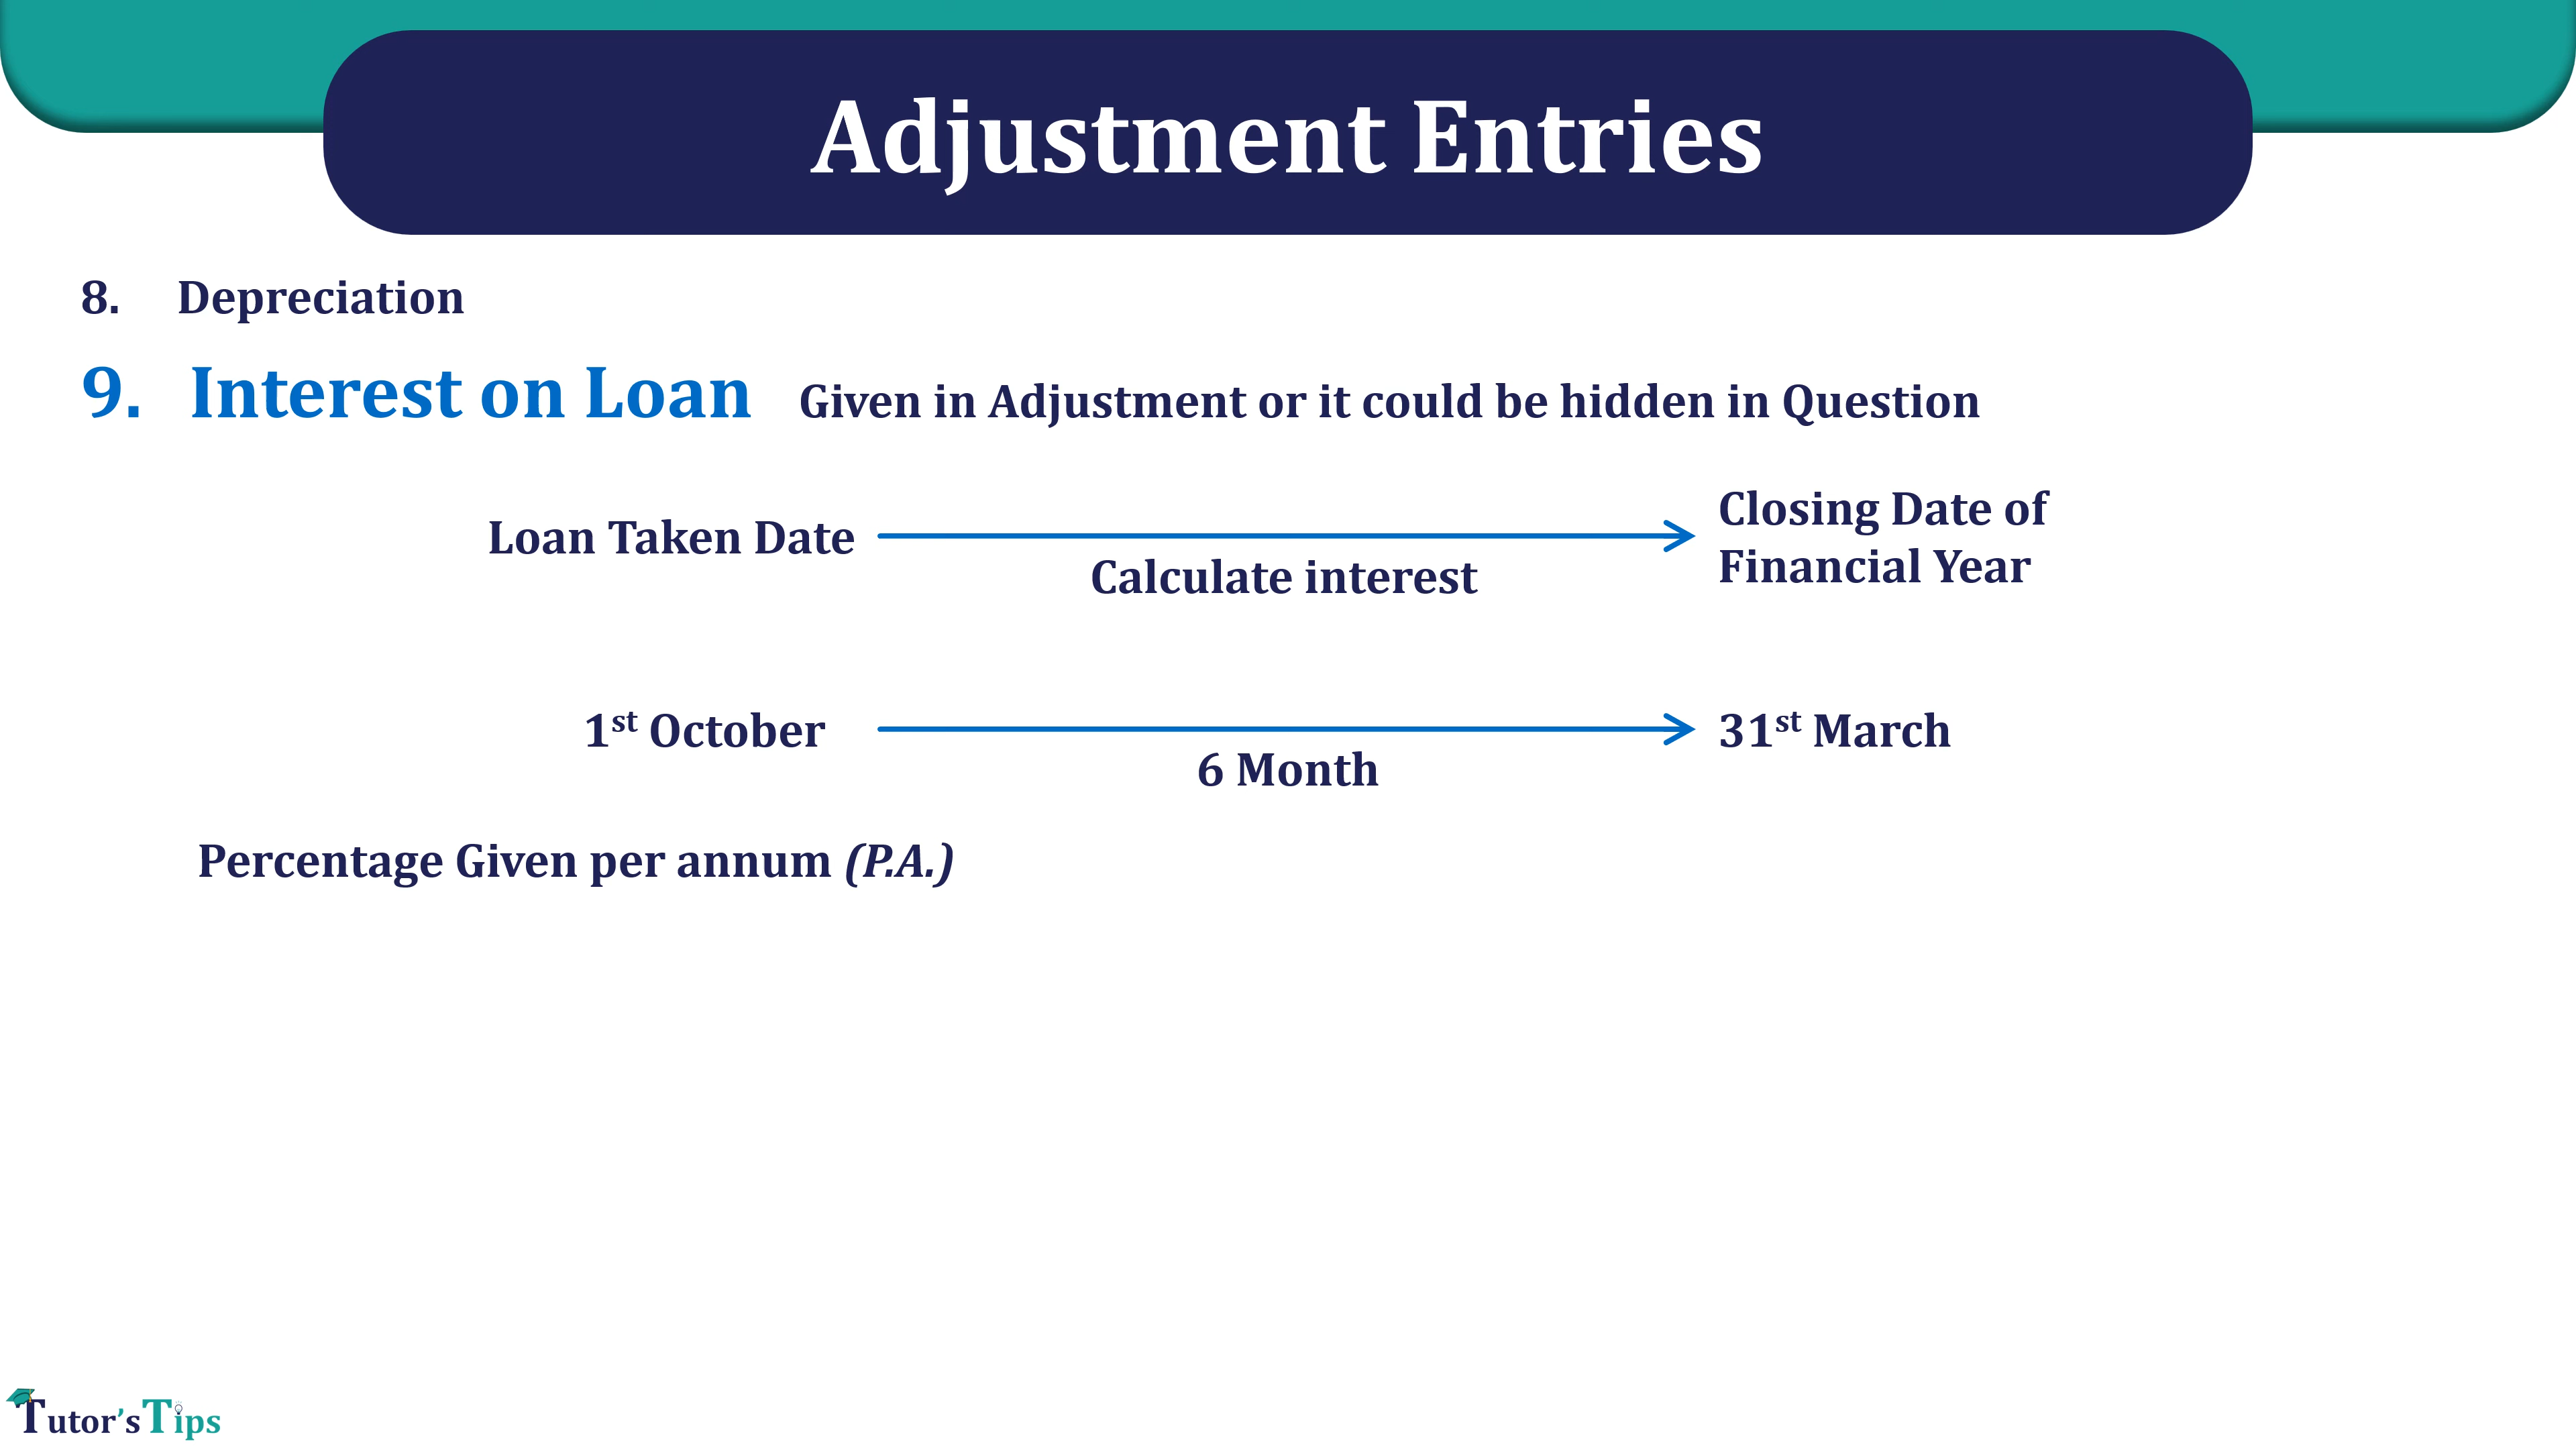 Adjustment Entries
8. Depreciation
9. Interest on Loan Given in Adjustment or it could be hidden in Question
Loan Taken Date
Calculate interest
Closing Date of
Financial Year
1st October
6 Month
31st March
Percentage Given per annum (P.A.)
Tutor'sTips